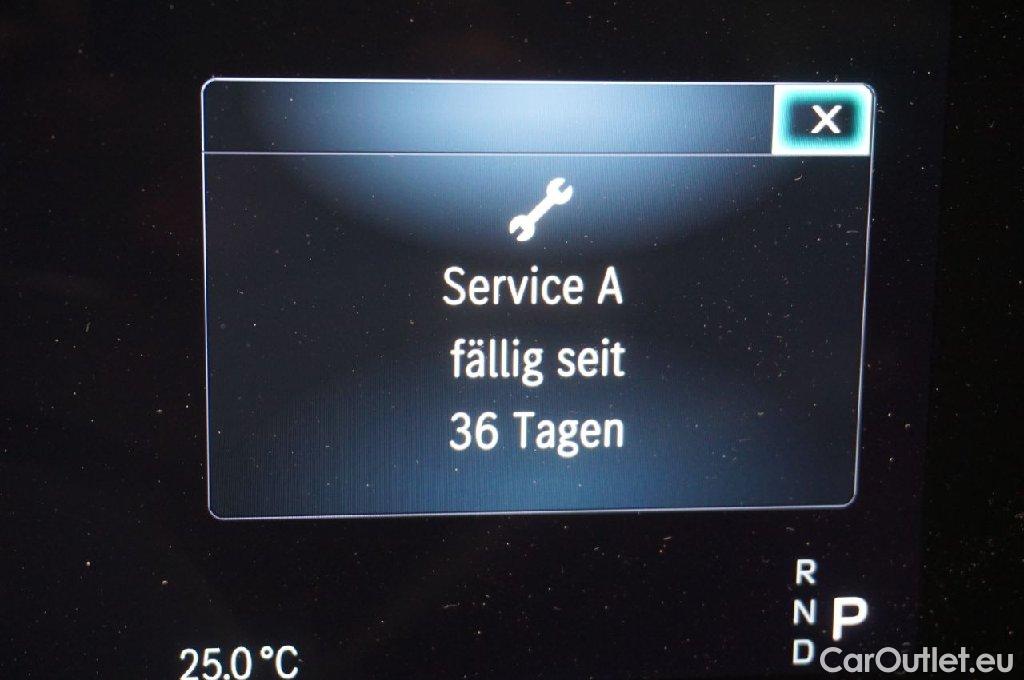 X
Service A
fällig seit
36 Tagen
R
N P
D
25.0 °C
CarOutlet.eu